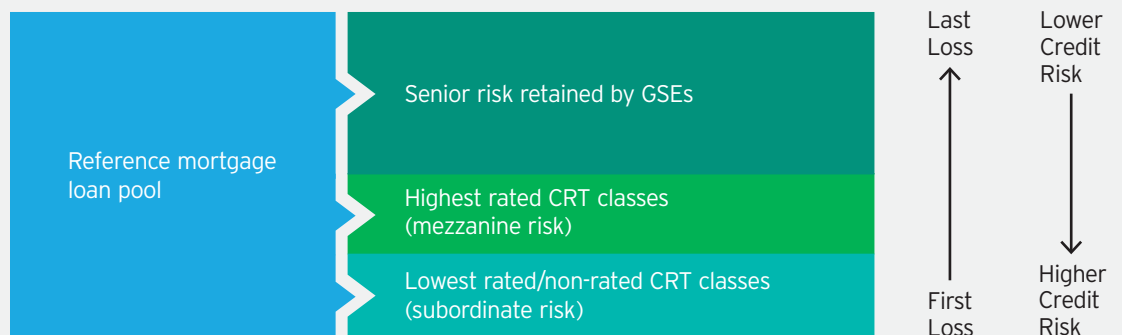 Reference mortgage
loan pool
Senior risk retained by GSEs
Highest rated CRT classes
(mezzanine risk)
Lowest rated/non-rated CRT classes
(subordinate risk)
Last
Loss
First
Loss
Lower
Credit
Risk
Higher
Credit
Risk